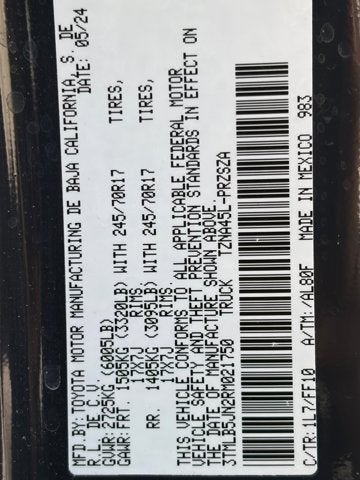 MFD.BY:TOYOTA MOTOR MANUFACTURING DE BAJA CALIFORNIA, S. DE
R.L. DE C.V. DATE: 05/24
GVWR:2725KG (6005LB)
GAWR:FRT. 1505KG (3320LB) WITH 245/70R17 TIRES,
17X7J RIMS,
RR. 1405KG (3095LB) WITH 245/70R17 TIRES,
17X7J RIMS.
THIS VEHICLE CONFORMS TO ALL APPLICABLE FEDERAL MOTOR
VEHICLE SAFETY AND THEFT PREVENTION STANDARDS IN EFFECT ON
THE DATE OF MANUFACTURE SHOWN ABOVE.
3TMLB5JN2RM021750 TRUCK TZNA45L-PRZSZA
C/TR:1L7/FF10 A/TM:/AL80F MADE IN MEXICO 983